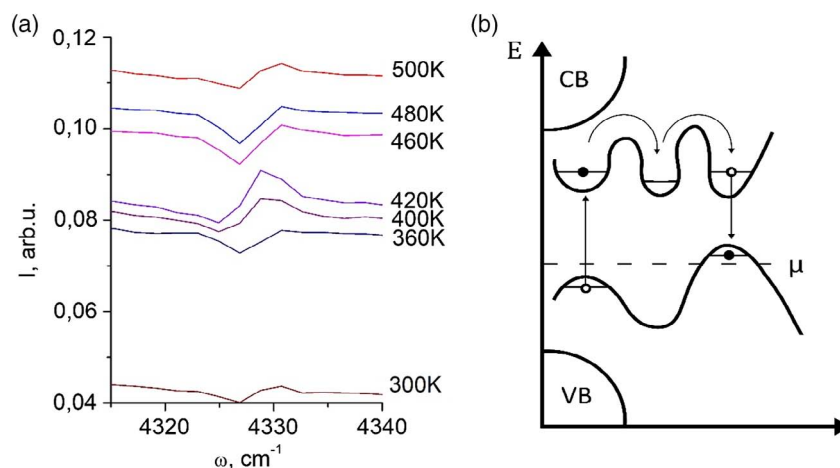 (a)
0,12
0,10
0,08
0,06
0,04
I, arb.u.
500K
480K
460K
420K
400K
360K
300K
4320
4330
4340
ω, cm⁻¹
(b)
E
CB
μ
VB